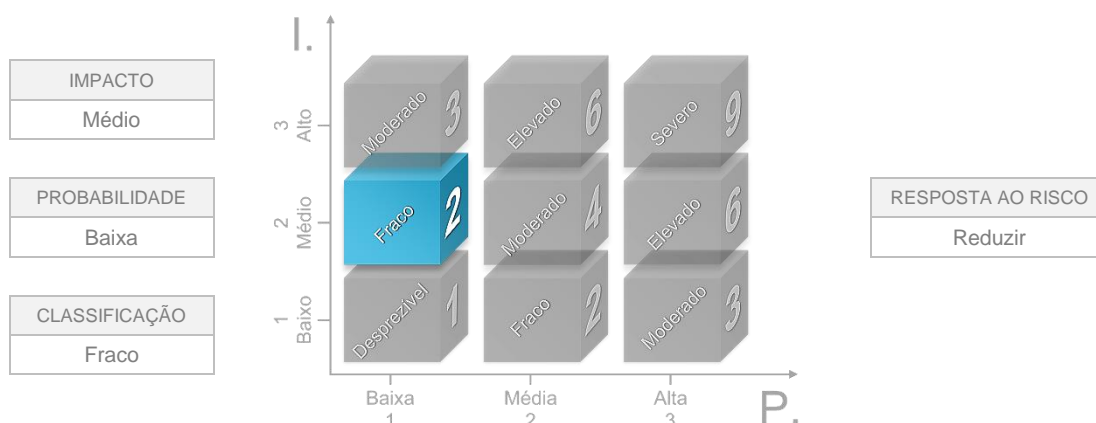 IMPACTO
Médio
PROBABILIDADE
Baixa
CLASSIFICAÇÃO
Fraco
I.
3
Alto
Moderado 3
Elevado 6
Severo 9
2
Médio
Fraco 2
Moderado 4
Elevado 6
1
Baixo
Desprezível 1
Fraco 2
Moderado 3
Baixa
1
Média
2
Alta
3
P.
RESPOSTA AO RISCO
Reduzir